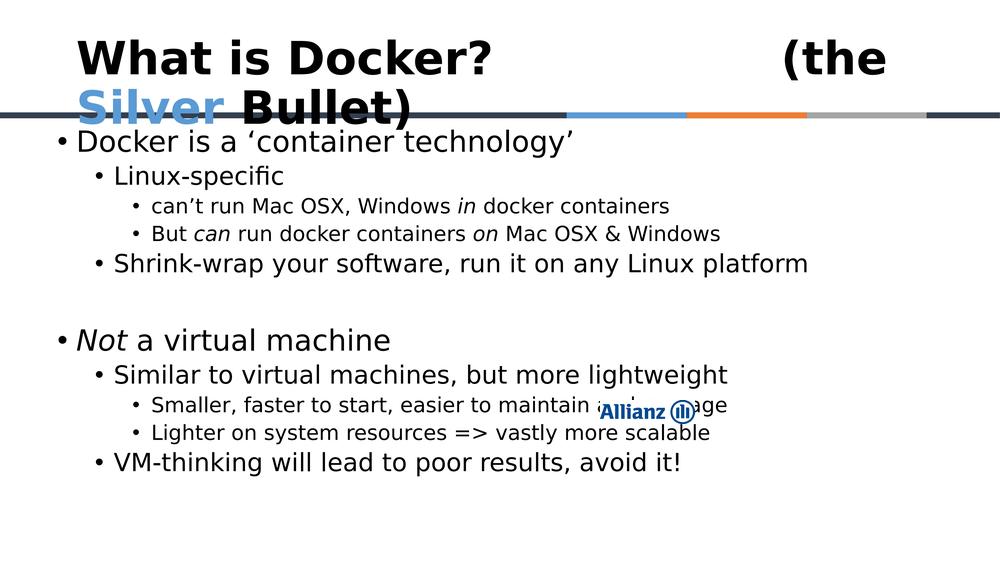 What is Docker? (the
Silver Bullet)
• Docker is a ‘container technology’
• Linux-specific
• can’t run Mac OSX, Windows in docker containers
• But can run docker containers on Mac OSX & Windows
• Shrink-wrap your software, run it on any Linux platform
• Not a virtual machine
• Similar to virtual machines, but more lightweight
• Smaller, faster to start, easier to maintain
Allianz
• Lighter on system resources => vastly more scalable
• VM-thinking will lead to poor results, avoid it!